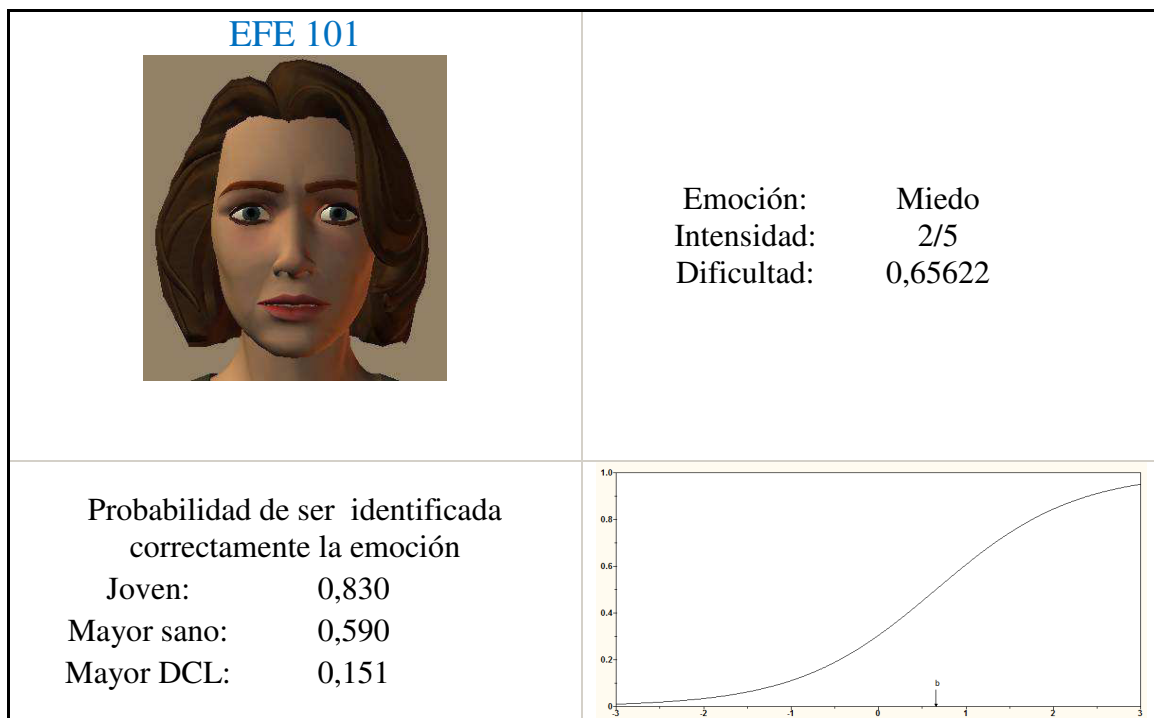 EFE 101
Emoción: Miedo
Intensidad: 2/5
Dificultad: 0,65622
Probabilidad de ser identificada
correctamente la emoción
Joven: 0,830
Mayor sano: 0,590
Mayor DCL: 0,151
1.0
0.8
0.6
0.4
0.2
0
b
-3 -2 -1 0 1 2 3